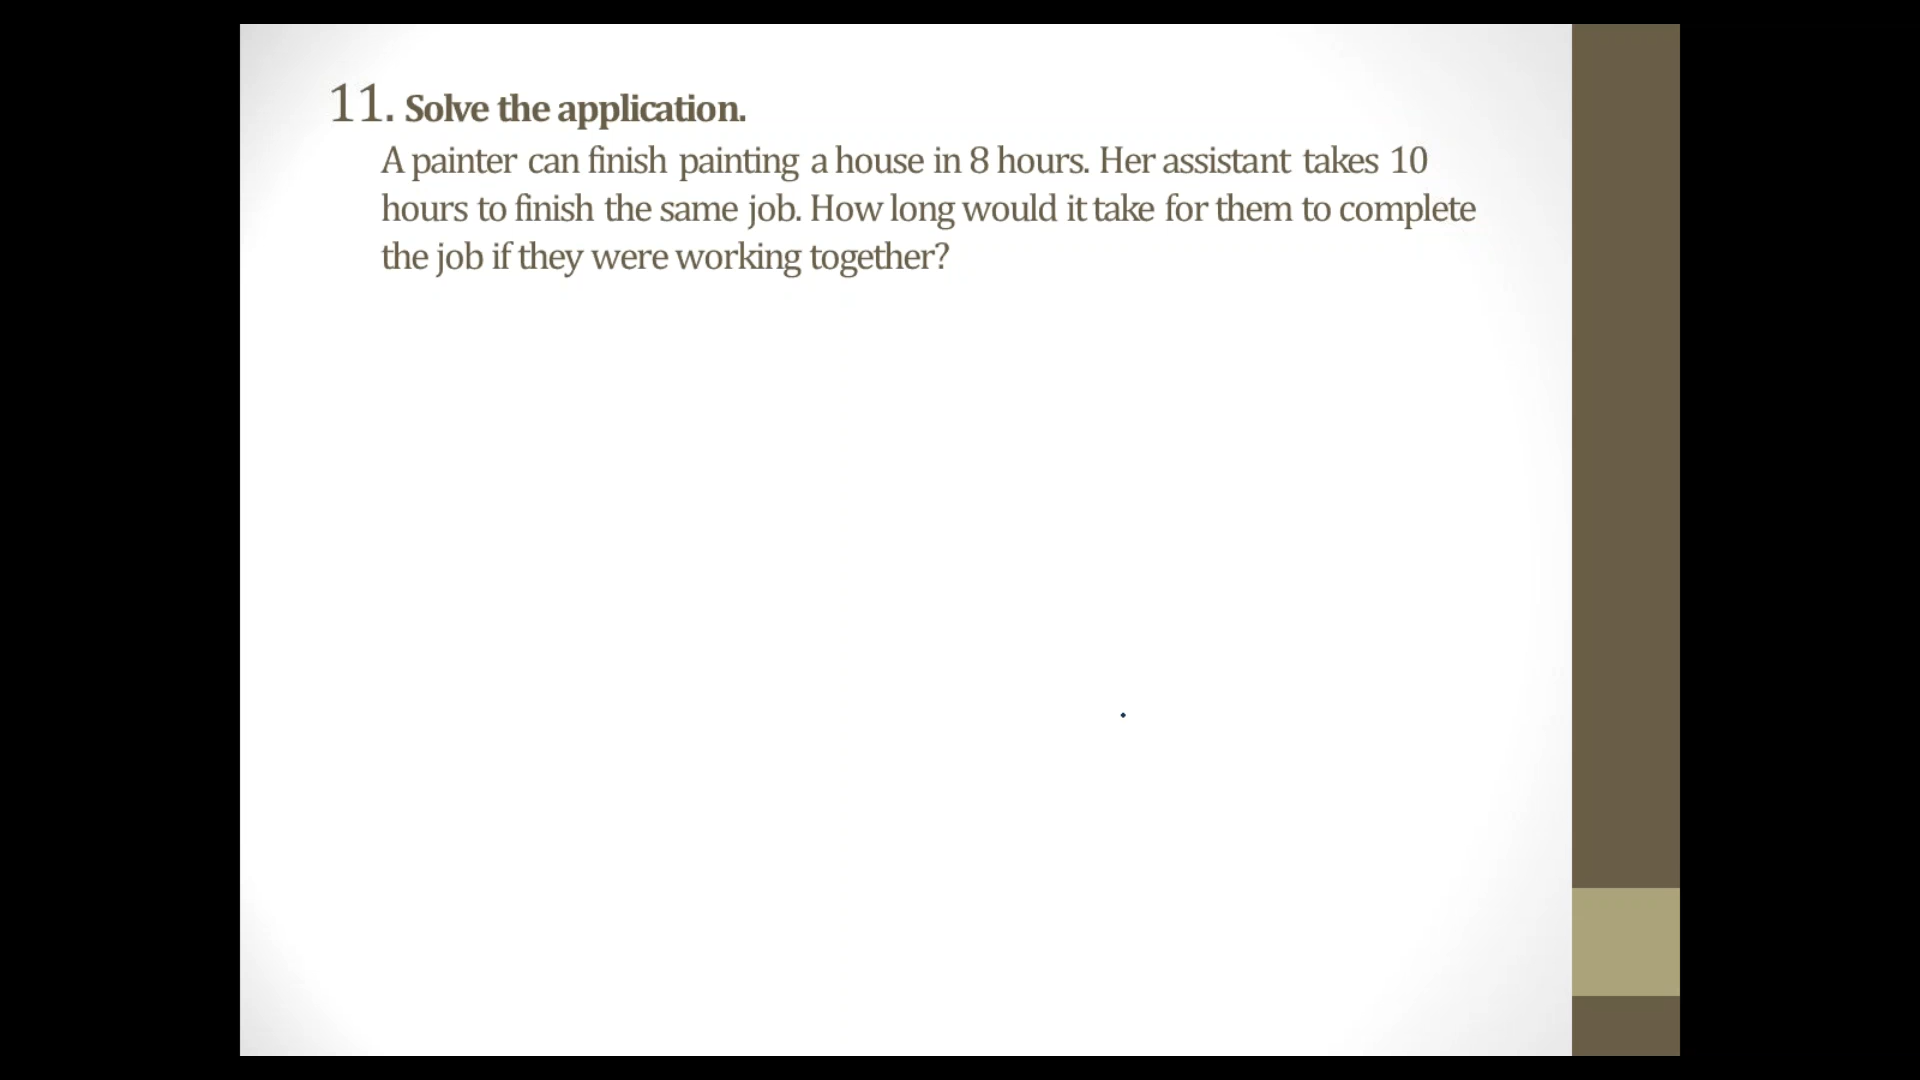 11. Solve the application.
A painter can finish painting a house in 8 hours. Her assistant takes 10
hours to finish the same job. How long would it take for them to complete
the job if they were working together?